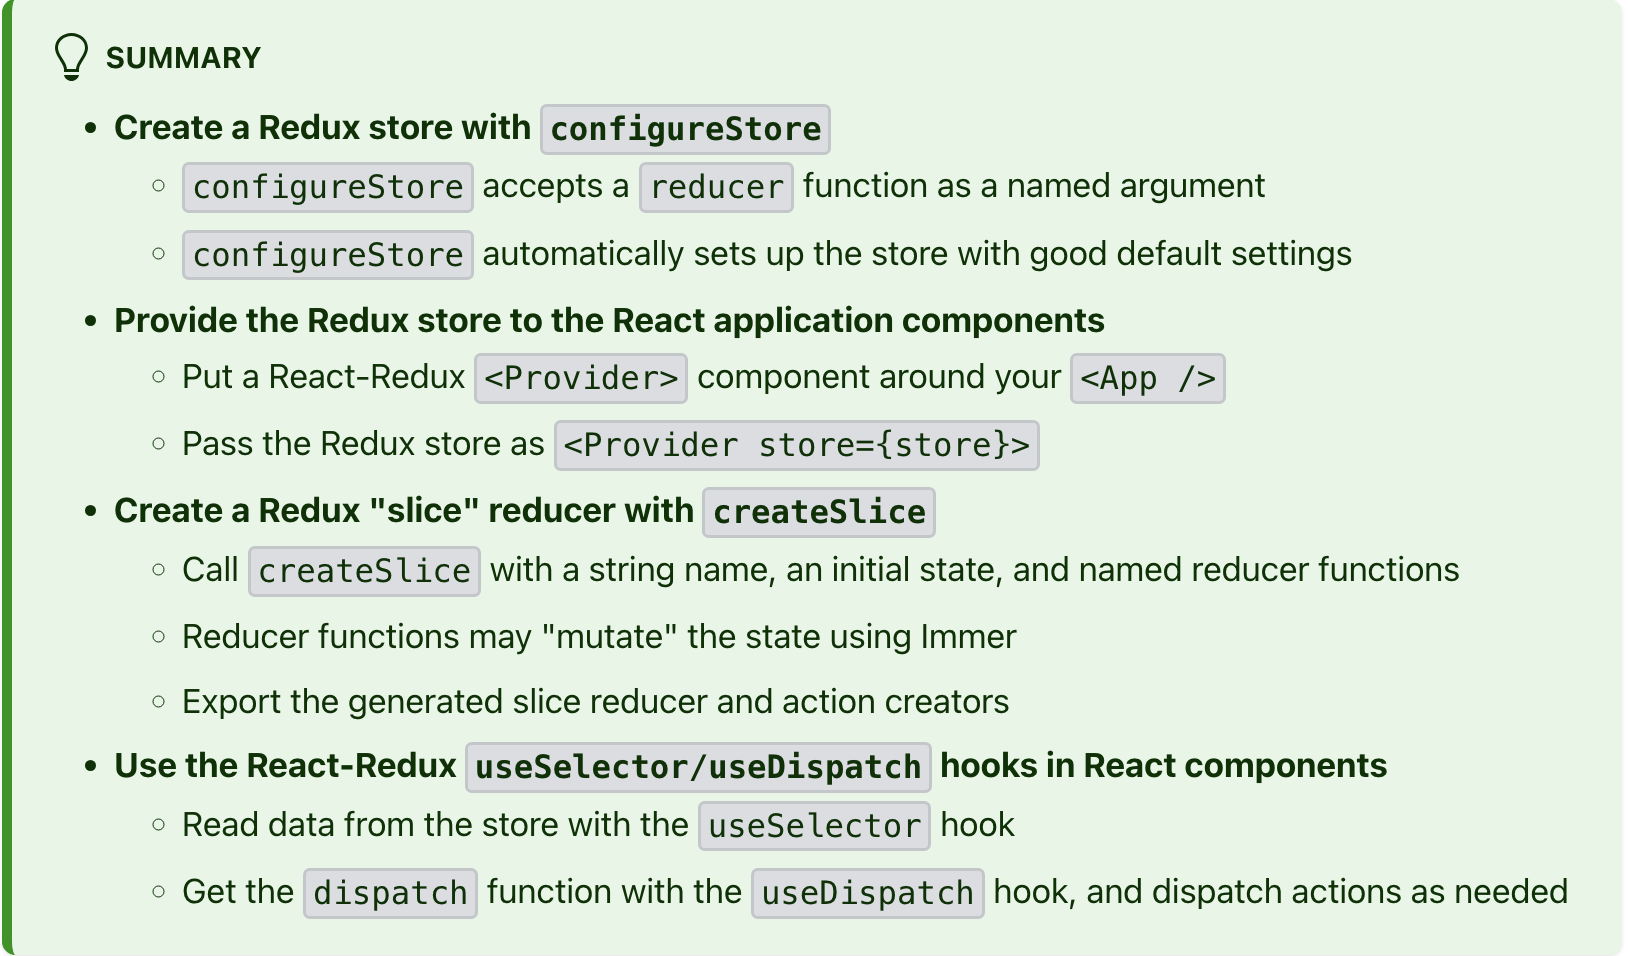 SUMMARY
• Create a Redux store with configureStore
◦ configureStore accepts a reducer function as a named argument
◦ configureStore automatically sets up the store with good default settings
• Provide the Redux store to the React application components
◦ Put a React-Redux <Provider> component around your <App />
◦ Pass the Redux store as <Provider store={store}>
• Create a Redux "slice" reducer with createSlice
◦ Call createSlice with a string name, an initial state, and named reducer functions
◦ Reducer functions may "mutate" the state using Immer
◦ Export the generated slice reducer and action creators
• Use the React-Redux useSelector/useDispatch hooks in React components
◦ Read data from the store with the useSelector hook
◦ Get the dispatch function with the useDispatch hook, and dispatch actions as needed